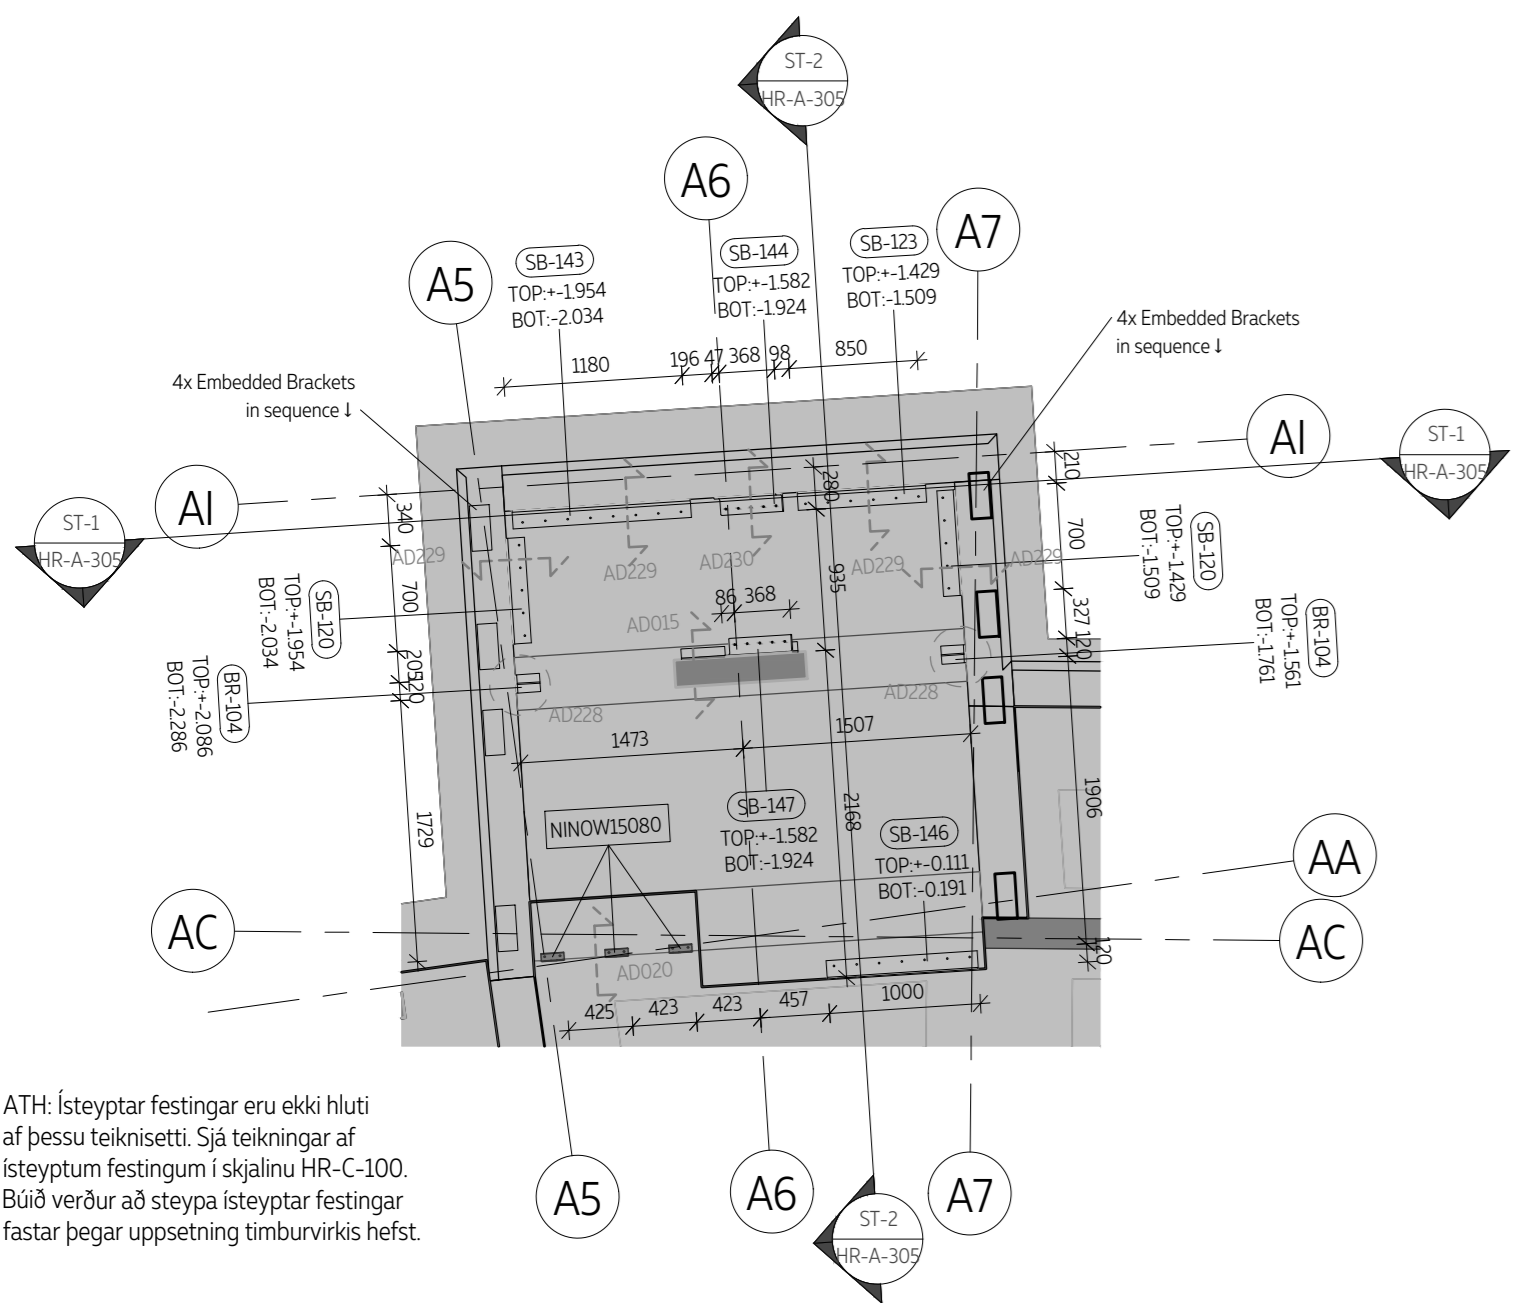 ST-2
HR-A-305
A6
A7
A5
SB-143
TOP:+-1.954
BOT:-2.034
SB-144
TOP:+-1.582
BOT:-1.924
SB-123
TOP:+-1.429
BOT:-1.509
4x Embedded Brackets
in sequence ↓
4x Embedded Brackets
in sequence ↓
1180
196
47
368
98
850
AI
AI
ST-1
HR-A-305
ST-1
HR-A-305
340
700
205
120
1729
210
700
327
120
1906
120
280
935
2168
AD229
AD229
AD230
AD229
AD229
SB-120
TOP:+-1.954
BOT:-2.034
BR-104
TOP:+-2.086
BOT:-2.286
SB-120
TOP:+-1.429
BOT:-1.509
BR-104
TOP:+-1.561
BOT:-1.761
86
368
AD015
AD228
AD228
1473
1507
NINOW15080
SB-147
TOP:+-1.582
BOT:-1.924
SB-146
TOP:+-0.111
BOT:-0.191
AA
AC
AC
AD020
425
423
423
457
1000
ATH: Ísteyptar festingar eru ekki hluti
af þessu teiknisetti. Sjá teikningar af
ísteyptum festingum í skjalinu HR-C-100.
Búið verður að steypa ísteyptar festingar
fastar þegar uppsetning timburvirkis hefst.
A5
A6
A7
ST-2
HR-A-305